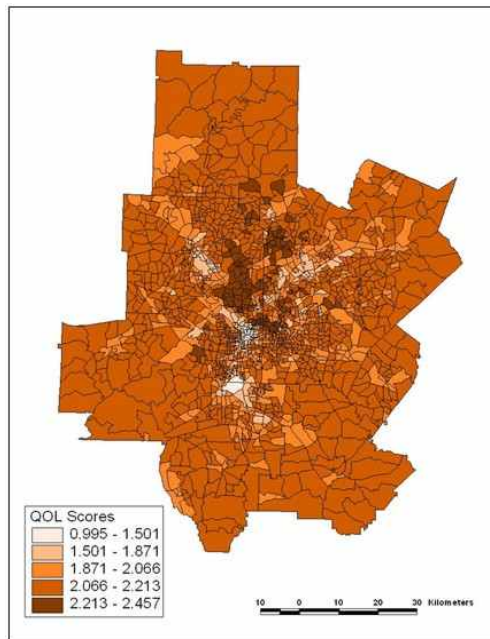 QOL Scores
0.995 - 1.501
1.501 - 1.871
1.871 - 2.066
2.066 - 2.213
2.213 - 2.457
10 0 10 20 30 Kilometers